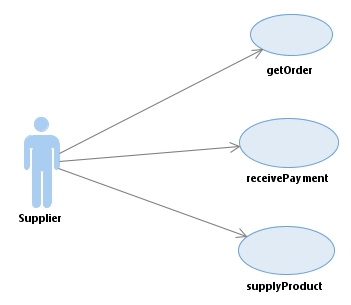 getOrder
receivePayment
Supplier
supplyProduct